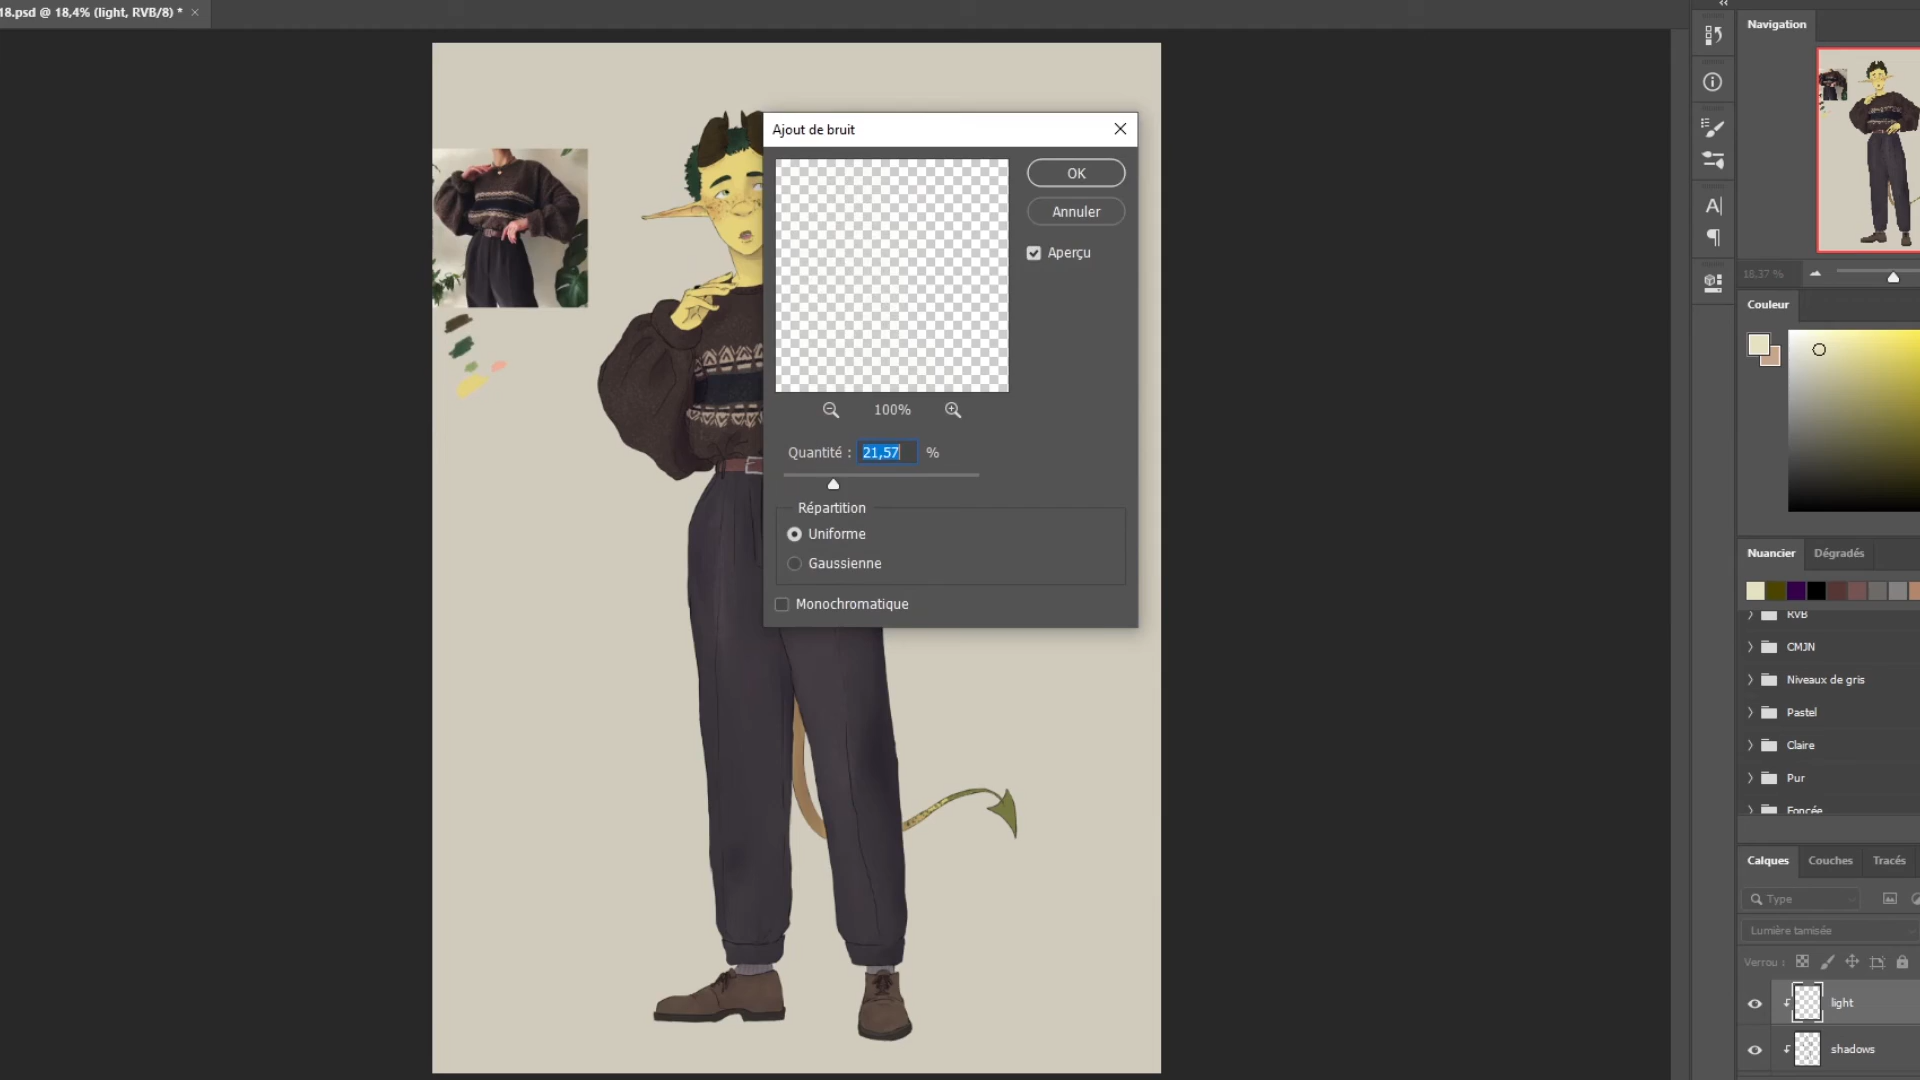 18.psd @ 18,4% (light, RVB/8) *
Navigation
Ajout de bruit
OK
Annuler
Aperçu
18,37 %
Couleur
100%
Quantité : 21,57 %
Répartition
Uniforme
Gaussienne
Monochromatique
Nuancier Dégradés
RVB
CMJN
Niveaux de gris
Pastel
Claire
Pur
Foncée
Calques Couches Tracés
Type
Lumière tamisée
Verrou :
light
shadows